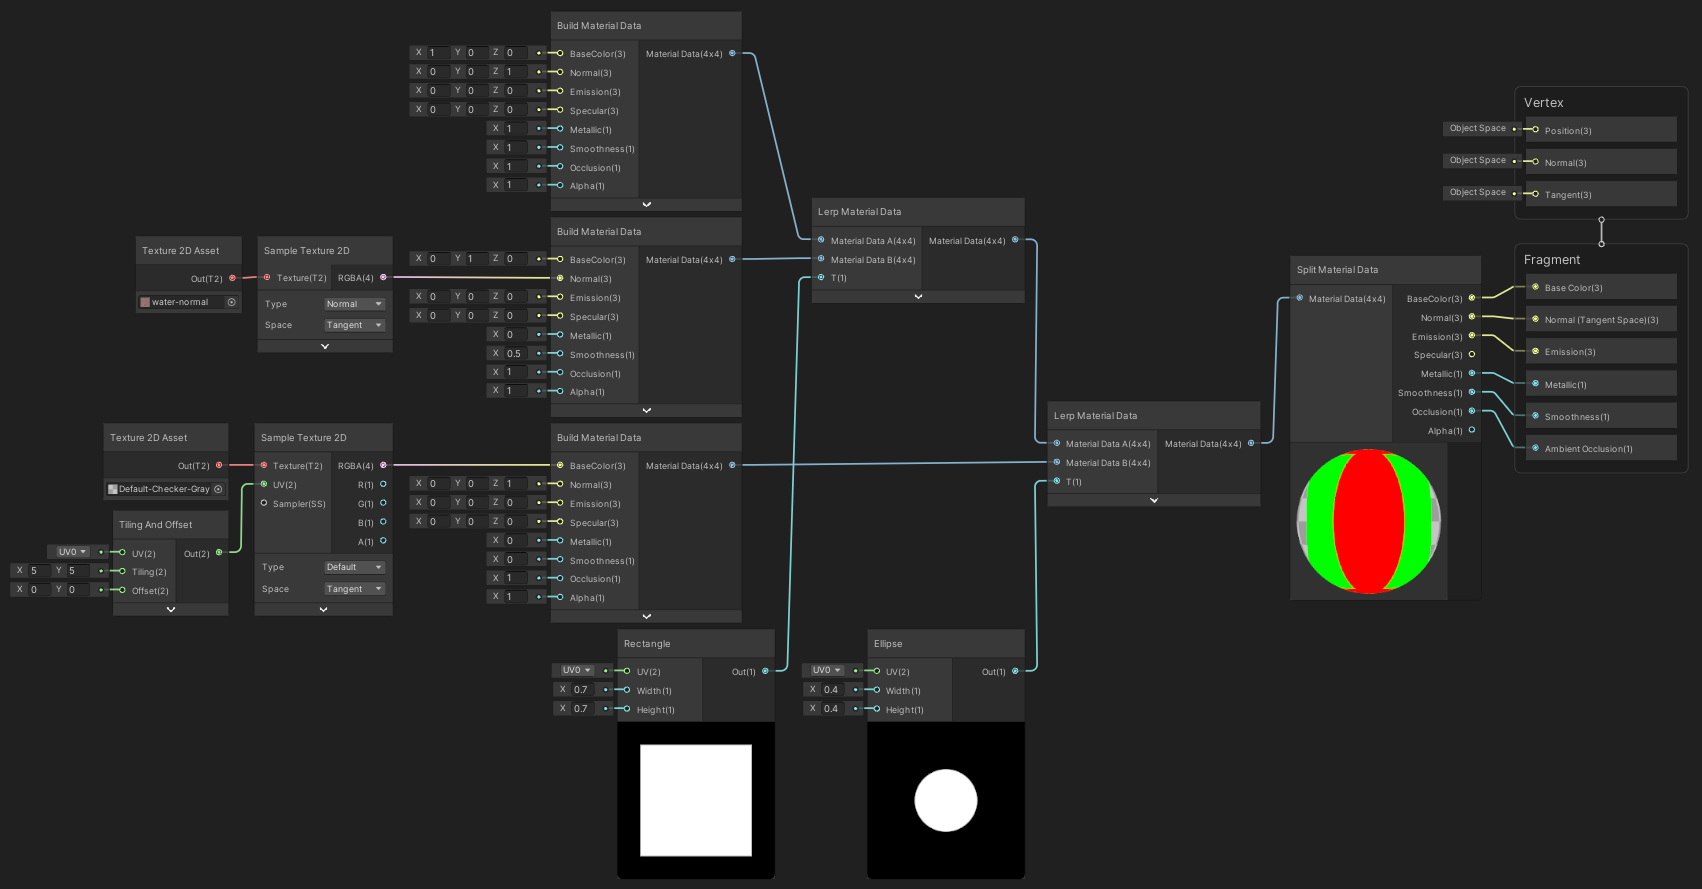 Build Material Data
X 1 Y 0 Z 0 BaseColor(3) Material Data(4x4)
X 0 Y 0 Z 1 Normal(3)
X 0 Y 0 Z 0 Emission(3)
X 0 Y 0 Z 0 Specular(3)
X 1 Metallic(1)
X 1 Smoothness(1)
X 1 Occlusion(1)
X 1 Alpha(1)
Build Material Data
X 0 Y 1 Z 0 BaseColor(3) Material Data(4x4)
Normal(3)
X 0 Y 0 Z 0 Emission(3)
X 0 Y 0 Z 0 Specular(3)
X 0 Metallic(1)
X 0.5 Smoothness(1)
X 1 Occlusion(1)
X 1 Alpha(1)
Texture 2D Asset
Out(T2)
water-normal
Sample Texture 2D
Texture(T2) RGBA(4)
Type Normal
Space Tangent
Texture 2D Asset
Out(T2)
Default-Checker-Gray
Sample Texture 2D
Texture(T2) RGBA(4)
UV(2) R(1)
Sampler(SS) G(1)
B(1)
A(1)
Type Default
Space Tangent
Tiling And Offset
UV0 UV(2) Out(2)
X 5 Y 5 Tiling(2)
X 0 Y 0 Offset(2)
Build Material Data
BaseColor(3) Material Data(4x4)
X 0 Y 0 Z 1 Normal(3)
X 0 Y 0 Z 0 Emission(3)
X 0 Y 0 Z 0 Specular(3)
X 0 Metallic(1)
X 0 Smoothness(1)
X 1 Occlusion(1)
X 1 Alpha(1)
Rectangle
UV0 UV(2) Out(1)
X 0.7 Width(1)
X 0.7 Height(1)
Ellipse
UV0 UV(2) Out(1)
X 0.4 Width(1)
X 0.4 Height(1)
Lerp Material Data
Material Data A(4x4) Material Data(4x4)
Material Data B(4x4)
T(1)
Lerp Material Data
Material Data A(4x4) Material Data(4x4)
Material Data B(4x4)
T(1)
Split Material Data
Material Data(4x4) BaseColor(3)
Normal(3)
Emission(3)
Specular(3)
Metallic(1)
Smoothness(1)
Occlusion(1)
Alpha(1)
Vertex
Object Space Position(3)
Object Space Normal(3)
Object Space Tangent(3)
Fragment
Base Color(3)
Normal (Tangent Space)(3)
Emission(3)
Metallic(1)
Smoothness(1)
Ambient Occlusion(1)